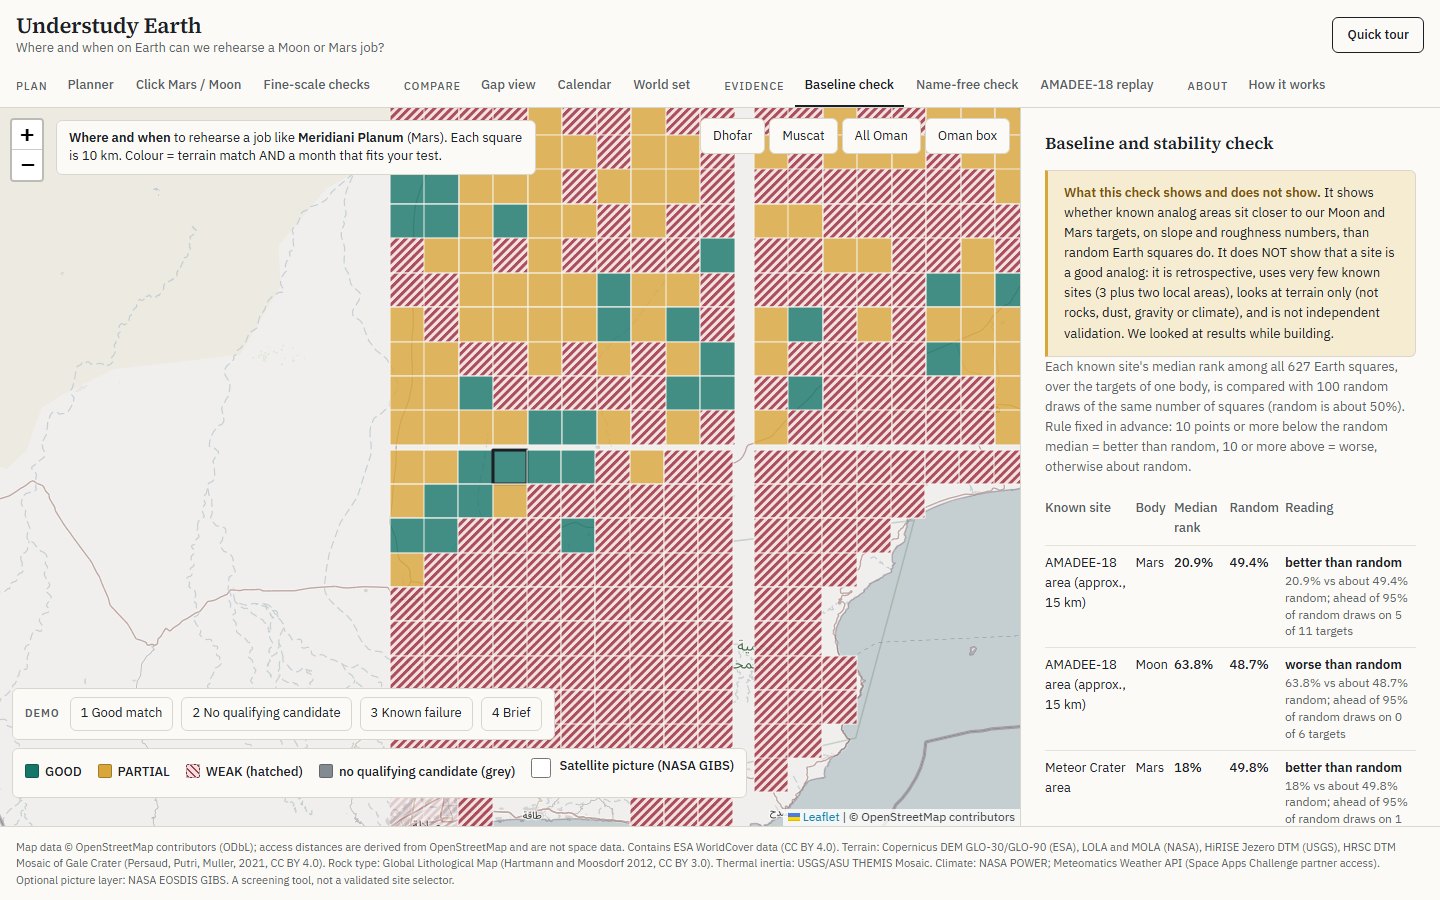 Understudy Earth
Where and when on Earth can we rehearse a Moon or Mars job?
Quick tour
PLAN Planner Click Mars / Moon Fine-scale checks COMPARE Gap view Calendar World set EVIDENCE Baseline check Name-free check AMADEE-18 replay ABOUT How it works
+
−
Where and when to rehearse a job like Meridiani Planum (Mars). Each square
is 10 km. Colour = terrain match AND a month that fits your test.
Dhofar Muscat All Oman Oman box
DEMO 1 Good match 2 No qualifying candidate 3 Known failure 4 Brief
GOOD PARTIAL WEAK (hatched) no qualifying candidate (grey) Satellite picture (NASA GIBS)
طاقة
Leaflet | © OpenStreetMap contributors
Baseline and stability check
What this check shows and does not show. It shows
whether known analog areas sit closer to our Moon and
Mars targets, on slope and roughness numbers, than
random Earth squares do. It does NOT show that a site is
a good analog: it is retrospective, uses very few known
sites (3 plus two local areas), looks at terrain only (not
rocks, dust, gravity or climate), and is not independent
validation. We looked at results while building.
Each known site's median rank among all 627 Earth squares,
over the targets of one body, is compared with 100 random
draws of the same number of squares (random is about 50%).
Rule fixed in advance: 10 points or more below the random
median = better than random, 10 or more above = worse,
otherwise about random.
Known site Body Median rank Random Reading
AMADEE-18 area (approx., 15 km) Mars 20.9% 49.4% better than random
20.9% vs about 49.4%
random; ahead of 95%
of random draws on 5
of 11 targets
AMADEE-18 area (approx., 15 km) Moon 63.8% 48.7% worse than random
63.8% vs about 48.7%
random; ahead of 95%
of random draws on 0
of 6 targets
Meteor Crater area Mars 18% 49.8% better than random
18% vs about 49.8%
random; ahead of 95%
of random draws on 1
Map data © OpenStreetMap contributors (ODbL); access distances are derived from OpenStreetMap and are not space data. Contains ESA WorldCover data (CC BY 4.0). Terrain: Copernicus DEM GLO-30/GLO-90 (ESA), LOLA and MOLA (NASA), HiRISE Jezero DTM (USGS), HRSC DTM
Mosaic of Gale Crater (Persaud, Putri, Muller, 2021, CC BY 4.0). Rock type: Global Lithological Map (Hartmann and Moosdorf 2012, CC BY 3.0). Thermal inertia: USGS/ASU THEMIS Mosaic. Climate: NASA POWER; Meteomatics Weather API (Space Apps Challenge partner access).
Optional picture layer: NASA EOSDIS GIBS. A screening tool, not a validated site selector.